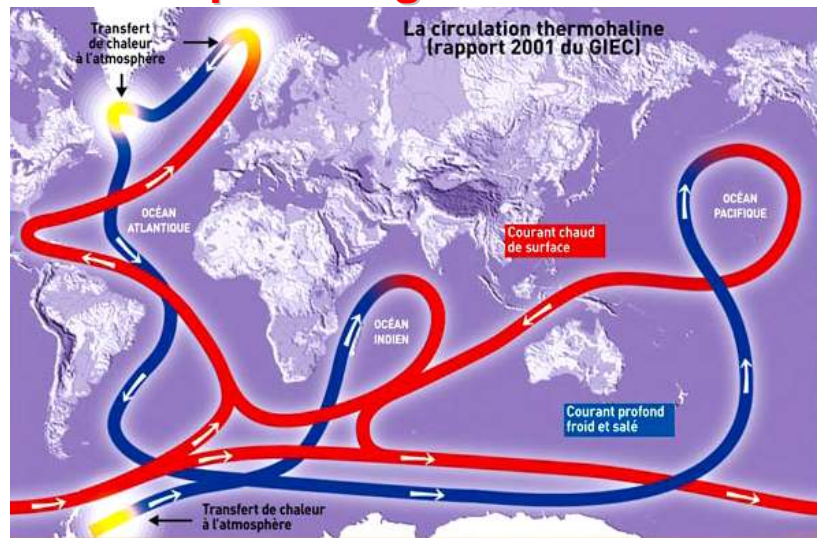 Transfert
de chaleur
à l'atmosphère
La circulation thermohaline
(rapport 2001 du GIEC)
OCÉAN
ATLANTIQUE
OCÉAN
PACIFIQUE
Courant chaud
de surface
OCÉAN
INDIEN
Courant profond
froid et salé
Transfert de chaleur
à l'atmosphère